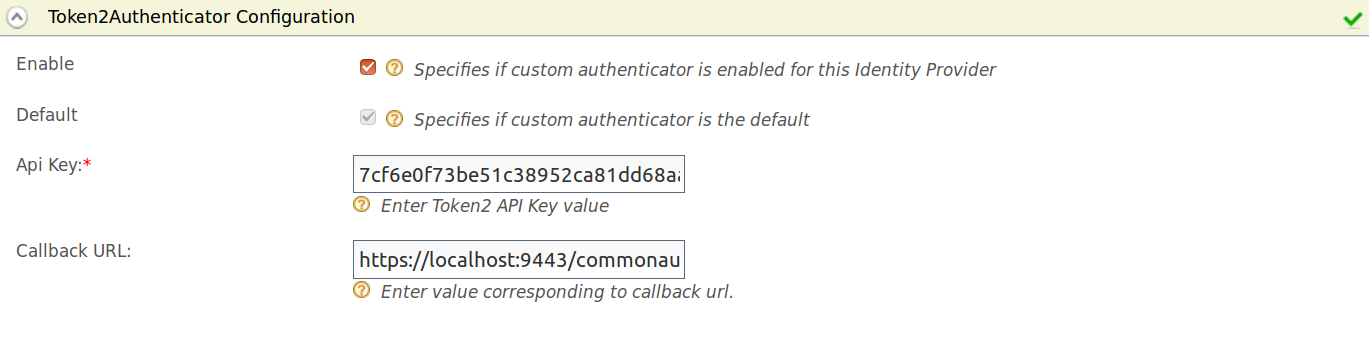 Token2Authenticator Configuration
Enable
Specifies if custom authenticator is enabled for this Identity Provider
Default
Specifies if custom authenticator is the default
Api Key:*
7cf6e0f73be51c38952ca81dd68a
Enter Token2 API Key value
Callback URL:
https://localhost:9443/commonau
Enter value corresponding to callback url.